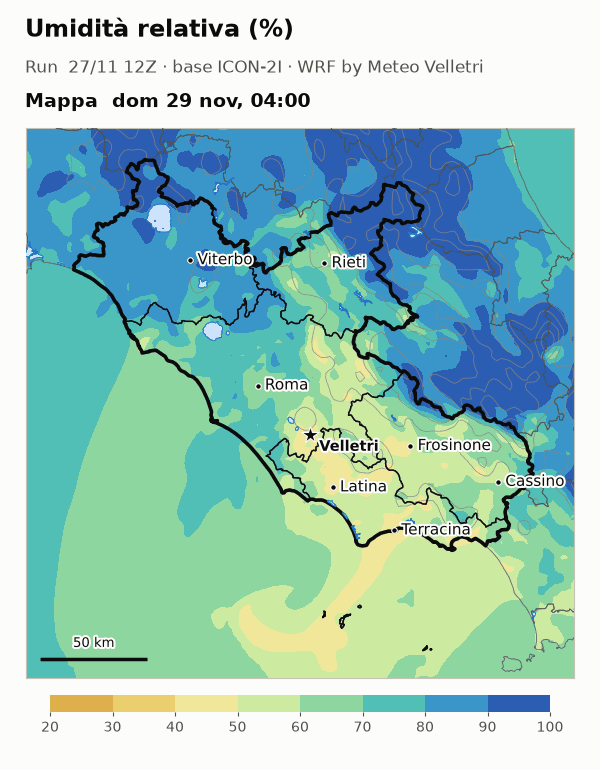 Umidità relativa (%)
Run 27/11 12Z · base ICON-2I · WRF by Meteo Velletri
Mappa dom 29 nov, 04:00
Viterbo
Rieti
Roma
Velletri
Frosinone
Latina
Cassino
Terracina
50 km
20 30 40 50 60 70 80 90 100